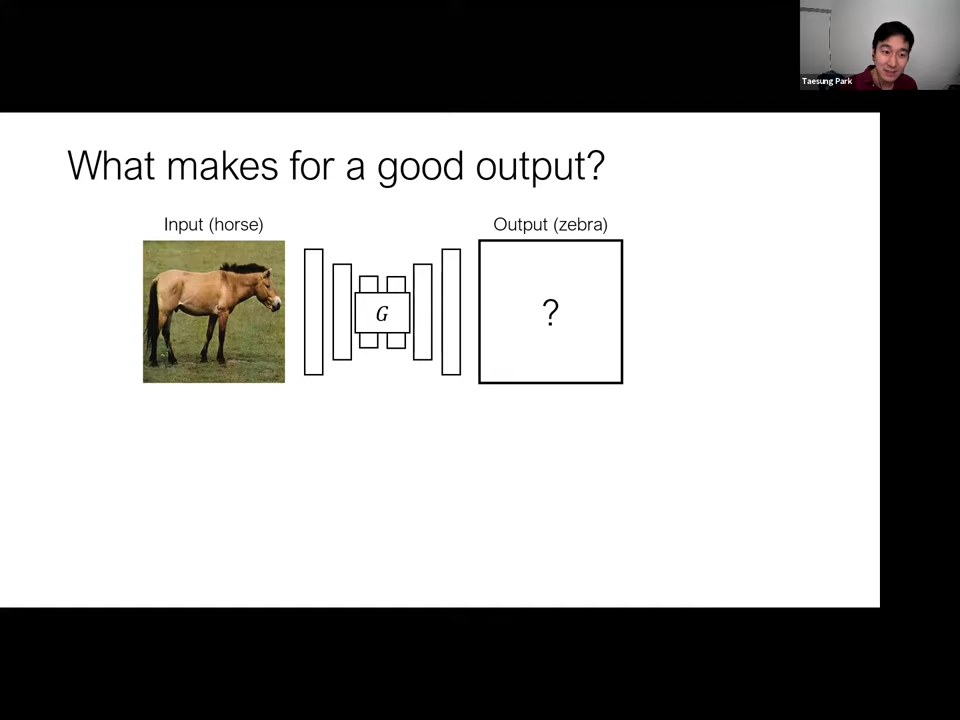 Taesung Park
What makes for a good output?
Input (horse)
Output (zebra)
G
?